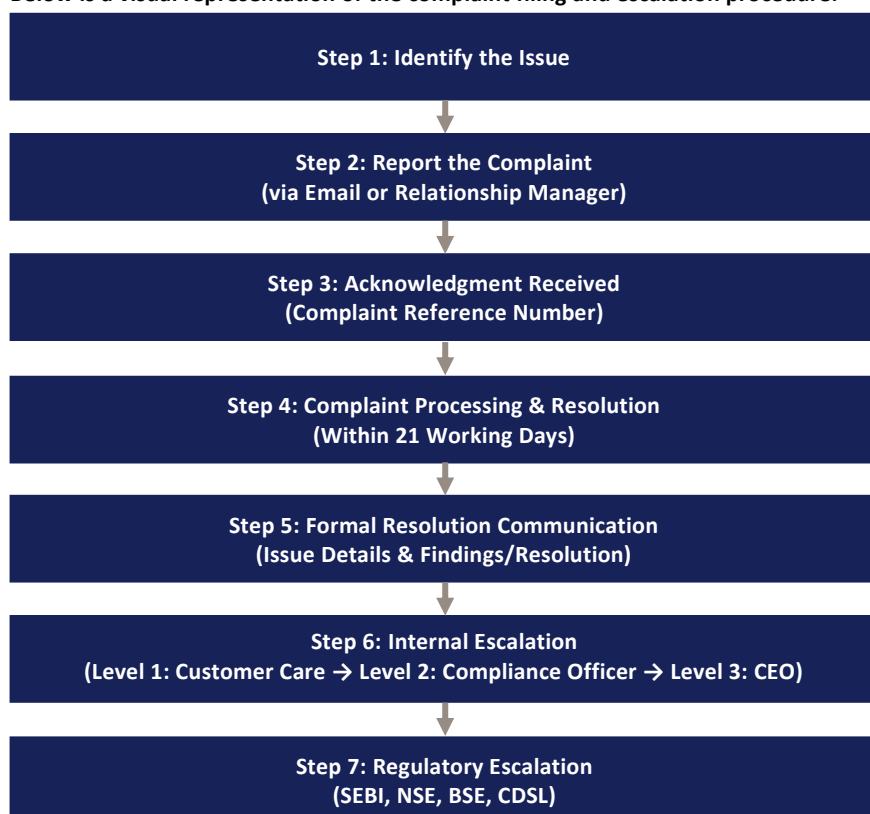 Below is a visual representation of the complaint filing and escalation procedure:
Step 1: Identify the Issue
Step 2: Report the Complaint
(via Email or Relationship Manager)
Step 3: Acknowledgment Received
(Complaint Reference Number)
Step 4: Complaint Processing & Resolution
(Within 21 Working Days)
Step 5: Formal Resolution Communication
(Issue Details & Findings/Resolution)
Step 6: Internal Escalation
(Level 1: Customer Care → Level 2: Compliance Officer → Level 3: CEO)
Step 7: Regulatory Escalation
(SEBI, NSE, BSE, CDSL)